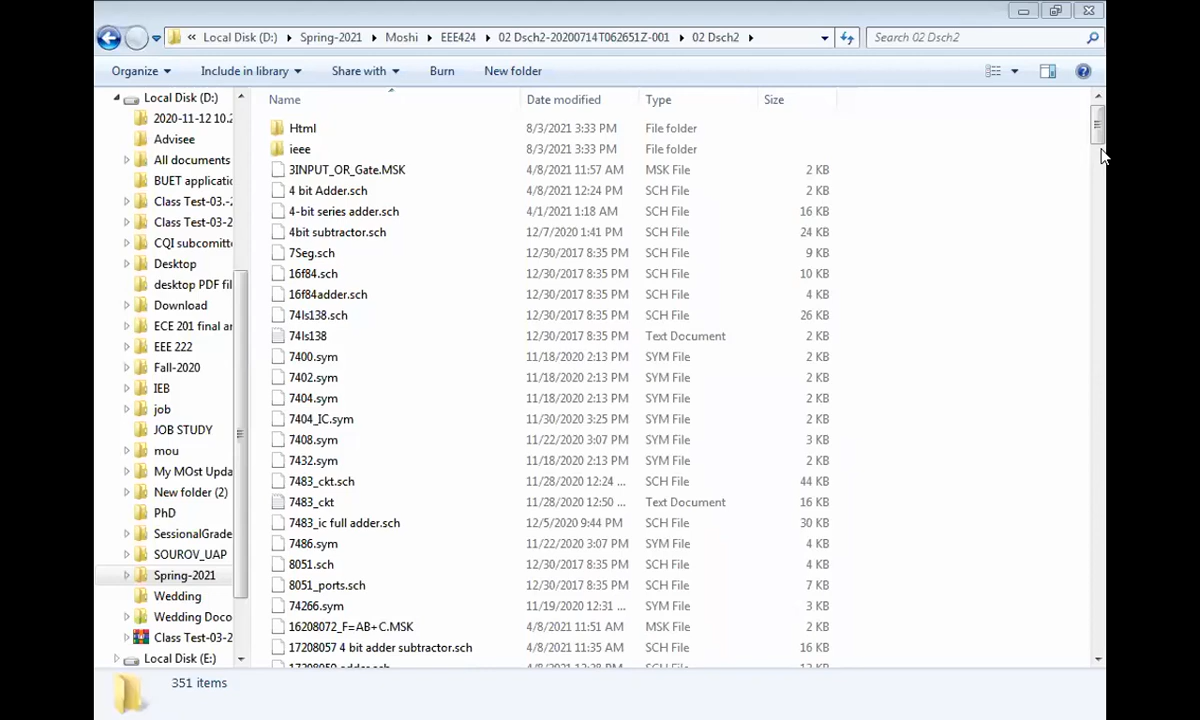 « Local Disk (D:) ▸ Spring-2021 ▸ Moshi ▸ EEE424 ▸ 02 Dsch2-20200714T062651Z-001 ▸ 02 Dsch2 ▸ Search 02 Dsch2
Organize Include in library Share with Burn New folder
Name Date modified Type Size
Local Disk (D:)
2020-11-12 10.2
Advisee
All documents
BUET applicatio
Class Test-03.-2
Class Test-03-2
CQI subcomitt
Desktop
desktop PDF fil
Download
ECE 201 final ar
EEE 222
Fall-2020
IEB
job
JOB STUDY
mou
My MOst Upda
New folder (2)
PhD
SessionalGrade
SOUROV_UAP
Spring-2021
Wedding
Wedding Doco
Class Test-03-2
Local Disk (E:)
Html 8/3/2021 3:33 PM File folder
ieee 8/3/2021 3:33 PM File folder
3INPUT_OR_Gate.MSK 4/8/2021 11:57 AM MSK File 2 KB
4 bit Adder.sch 4/8/2021 12:24 PM SCH File 2 KB
4-bit series adder.sch 4/1/2021 1:18 AM SCH File 16 KB
4bit subtractor.sch 12/7/2020 1:41 PM SCH File 24 KB
7Seg.sch 12/30/2017 8:35 PM SCH File 9 KB
16f84.sch 12/30/2017 8:35 PM SCH File 10 KB
16f84adder.sch 12/30/2017 8:35 PM SCH File 4 KB
74ls138.sch 12/30/2017 8:35 PM SCH File 26 KB
74ls138 12/30/2017 8:35 PM Text Document 2 KB
7400.sym 11/18/2020 2:13 PM SYM File 2 KB
7402.sym 11/18/2020 2:13 PM SYM File 2 KB
7404.sym 11/18/2020 2:13 PM SYM File 2 KB
7404_IC.sym 11/30/2020 3:25 PM SYM File 2 KB
7408.sym 11/22/2020 3:07 PM SYM File 3 KB
7432.sym 11/18/2020 2:13 PM SYM File 2 KB
7483_ckt.sch 11/28/2020 12:24 ... SCH File 44 KB
7483_ckt 11/28/2020 12:50 ... Text Document 16 KB
7483_ic full adder.sch 12/5/2020 9:44 PM SCH File 30 KB
7486.sym 11/22/2020 3:07 PM SYM File 4 KB
8051.sch 12/30/2017 8:35 PM SCH File 4 KB
8051_ports.sch 12/30/2017 8:35 PM SCH File 7 KB
74266.sym 11/19/2020 12:31 ... SYM File 3 KB
16208072_F=AB+C.MSK 4/8/2021 11:51 AM MSK File 2 KB
17208057 4 bit adder subtractor.sch 4/8/2021 11:35 AM SCH File 16 KB
351 items